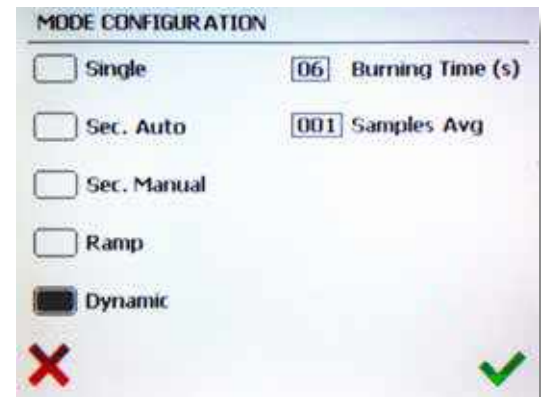 MODE CONFIGURATION
Single
06 Burning Time (s)
Sec. Auto
001 Samples Avg
Sec. Manual
Ramp
Dynamic